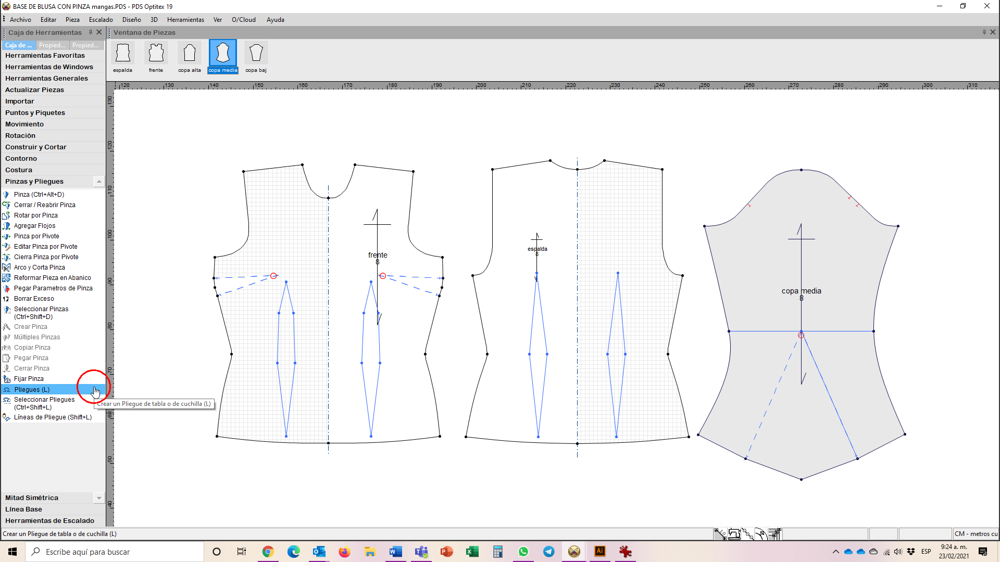 BASE DE BLUSA CON PINZA mangas.PDS - PDS Optitex 19
Archivo Editar Pieza Escalado Diseño 3D Herramientas Ver O/Cloud Ayuda
Caja de Herramientas
Ventana de Piezas
Caja de ... Propied... Propied...
Herramientas Favoritas
Herramientas de Windows
Herramientas Generales
Actualizar Piezas
Importar
Puntos y Piquetes
Movimiento
Rotación
Construir y Cortar
Contorno
Costura
Pinzas y Pliegues
Pinza (Ctrl+Alt+D)
Cerrar / Reabrir Pinza
Rotar por Pinza
Agregar Flojos
Pinza por Pivote
Editar Pinza por Pivote
Cierra Pinza por Pivote
Arco y Corta Pinza
Reformar Pieza en Abanico
Pegar Parametros de Pinza
Borrar Exceso
Seleccionar Pinzas
(Ctrl+Shift+D)
Crear Pinza
Múltiples Pinzas
Copiar Pinza
Pegar Pinza
Cerrar Pinza
Fijar Pinza
Pliegues (L)
Seleccionar Pliegues
(Ctrl+Shift+L)
Líneas de Pliegue (Shift+L)
Mitad Simétrica
Línea Base
Herramientas de Escalado
espalda frente copa alta copa media copa baj
120 130 140 150 160 170 180 190 200 210 220 230 240 250 260 270 280 290 300 310
130
120
110
100
90
80
70
60
50
40
frente
8
espalda
8
copa media
8
Crear un Pliegue de tabla o de cuchilla (L)
Crear un Pliegue de tabla o de cuchilla (L)
CM - metros cu
Escribe aquí para buscar
ESP
9:24 a. m.
23/02/2021